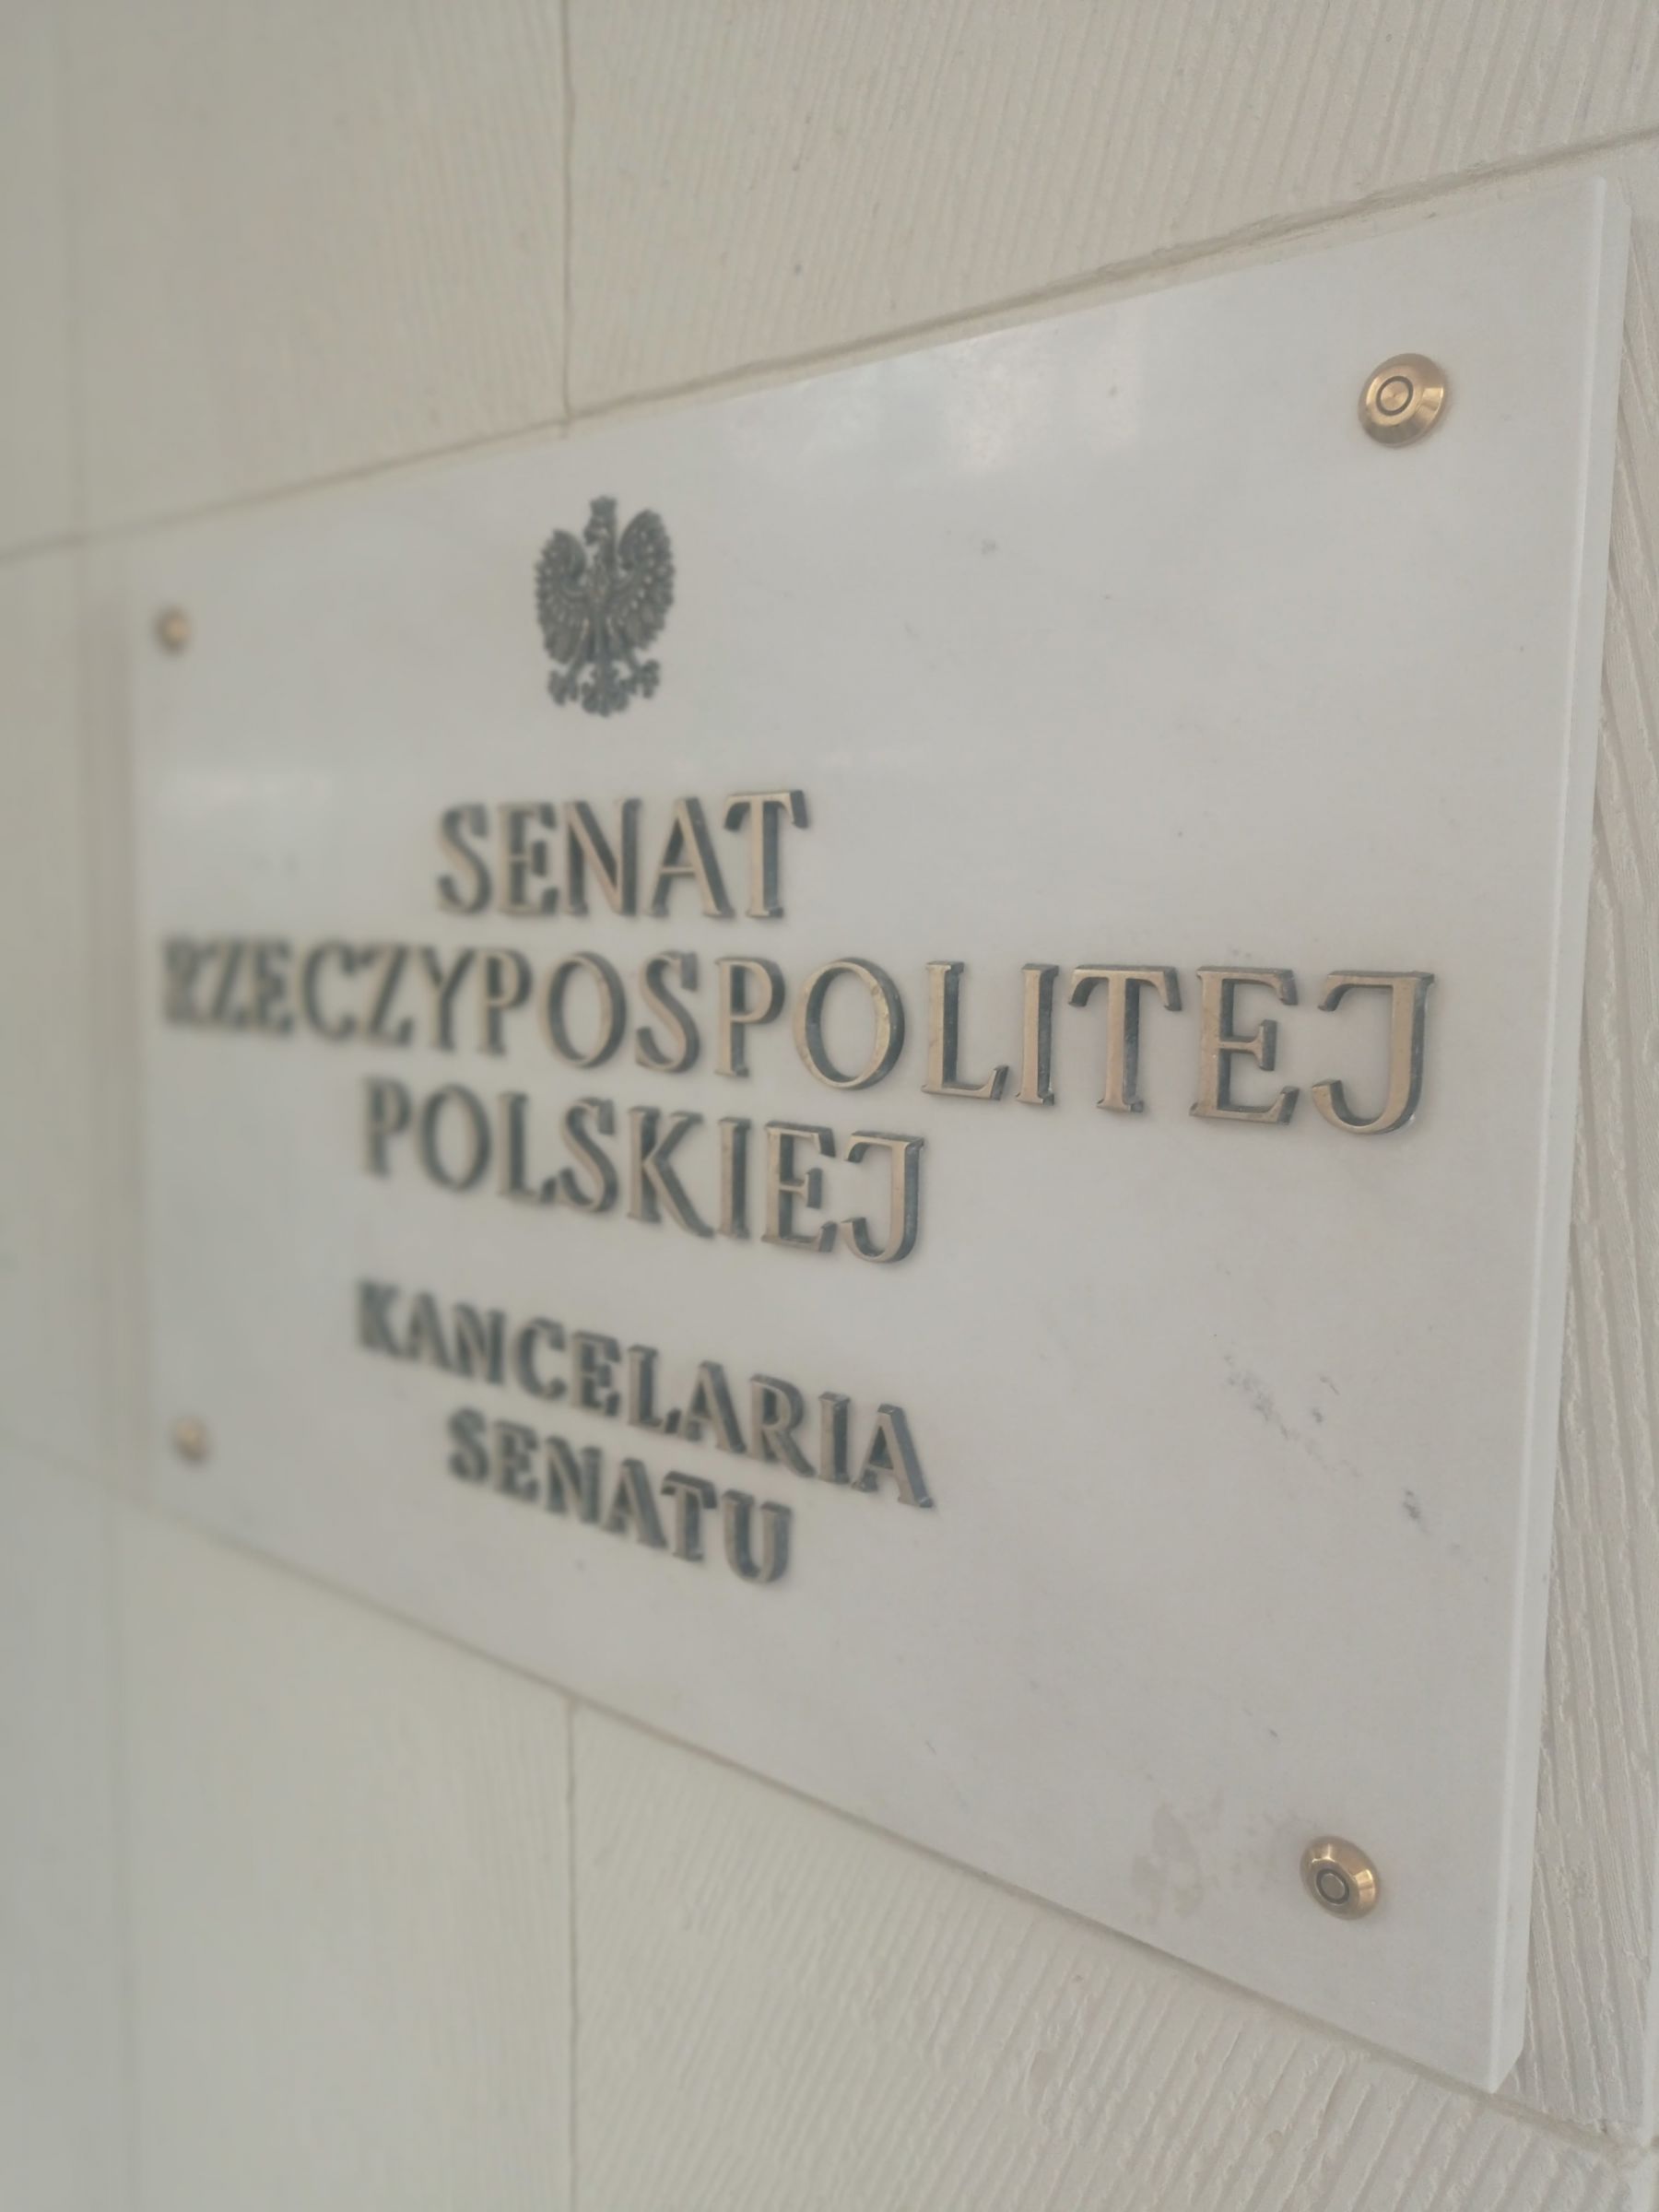 SENAT
RZECZYPOSPOLITEJ
POLSKIEJ
KANCELARIA
SENATU